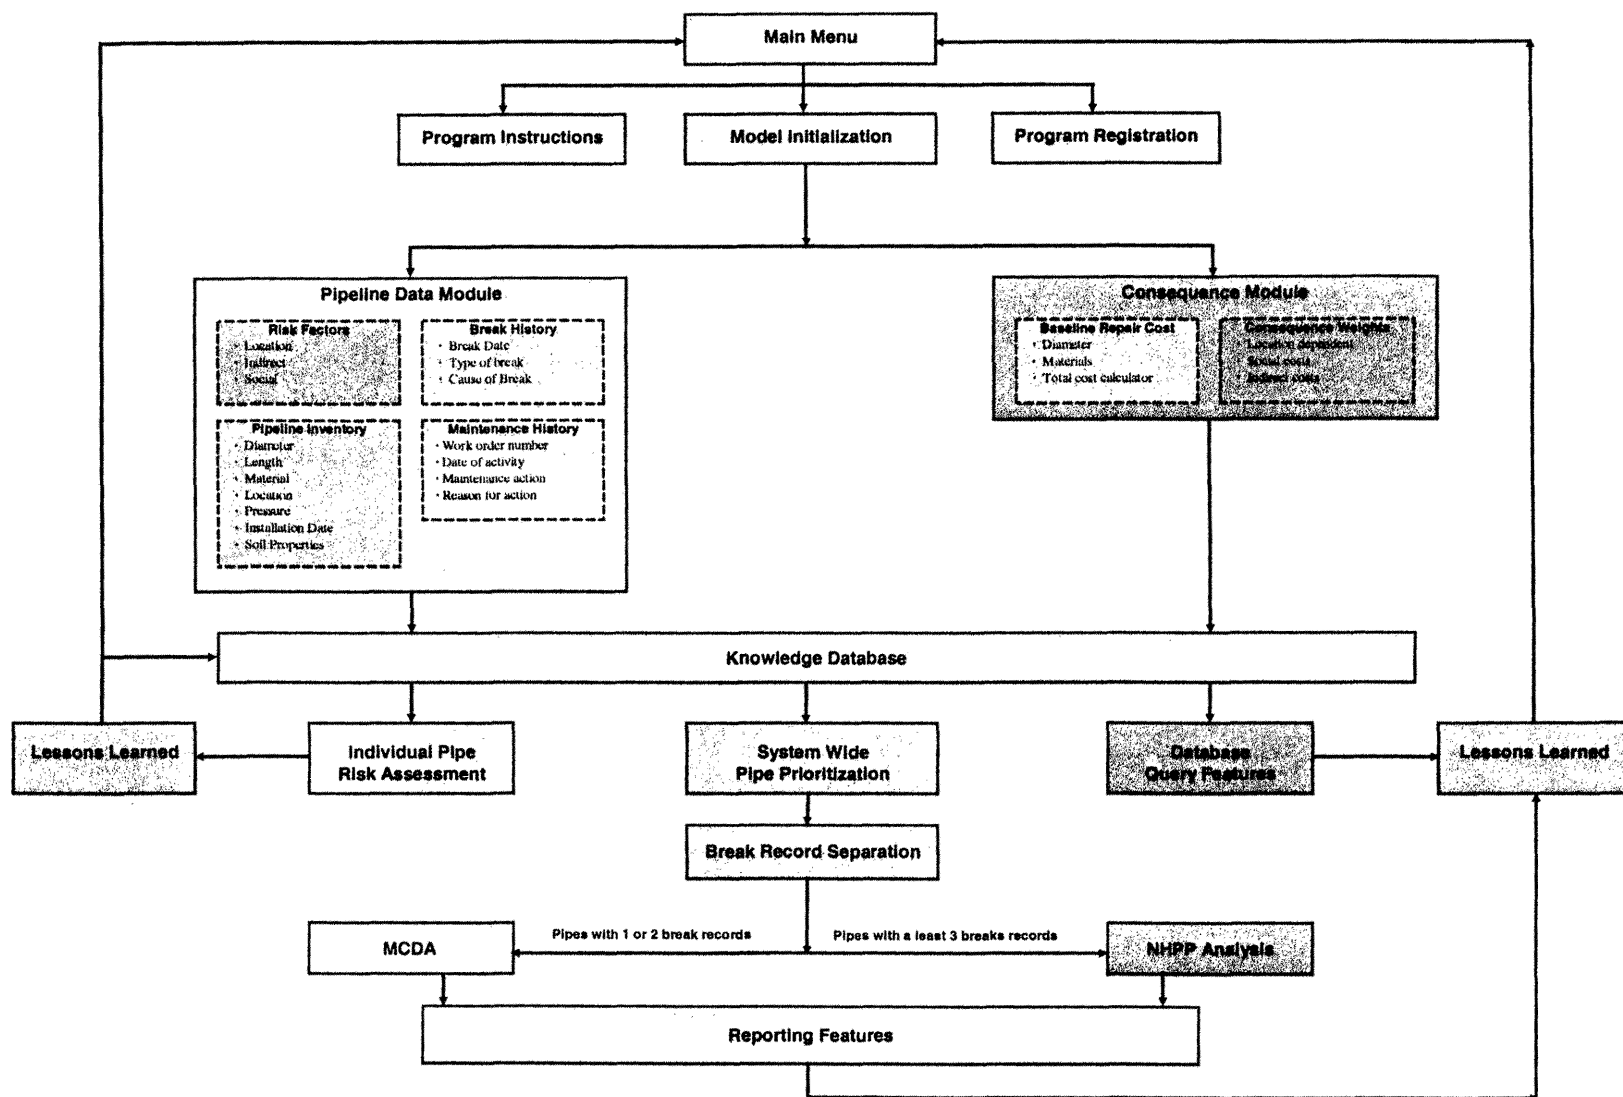 Main Menu
Program Instructions
Model Initialization
Program Registration
Pipeline Data Module
Risk Factors
• Location
• Indirect
• Social
Break History
• Break Date
• Type of break
• Cause of Break
Pipeline Inventory
• Diameter
• Length
• Material
• Location
• Pressure
• Installation Date
• Soil Properties
Maintenance History
• Work order number
• Date of activity
• Maintenance action
• Reason for action
Consequence Module
Baseline Repair Cost
• Diameter
• Materials
• Total cost calculator
Consequence Weights
• Location dependent
• Social costs
• Indirect costs
Knowledge Database
Lessons Learned
Individual Pipe
Risk Assessment
System Wide
Pipe Prioritization
Database
Query Features
Lessons Learned
Break Record Separation
MCDA
Pipes with 1 or 2 break records
Pipes with a least 3 breaks records
NHPP Analysis
Reporting Features